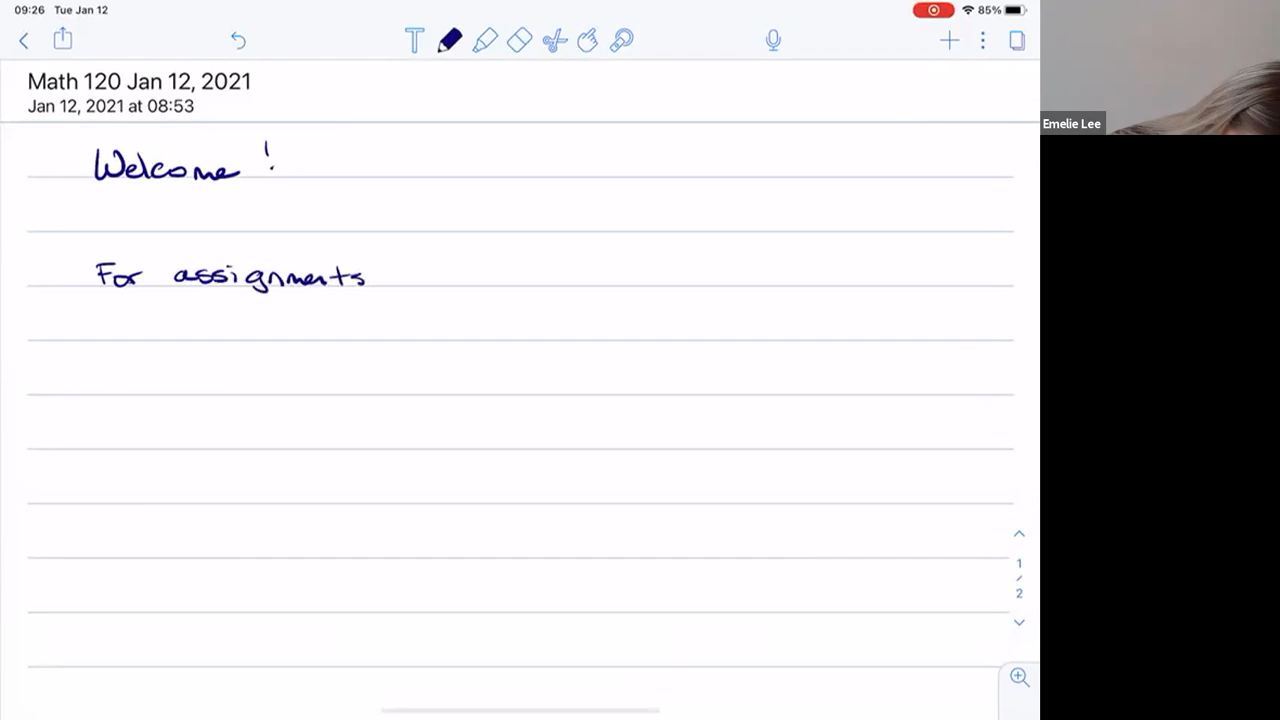 09:26 Tue Jan 12 85%
Math 120 Jan 12, 2021
Jan 12, 2021 at 08:53
Emelie Lee
Welcome !
For assignments
1
/
2